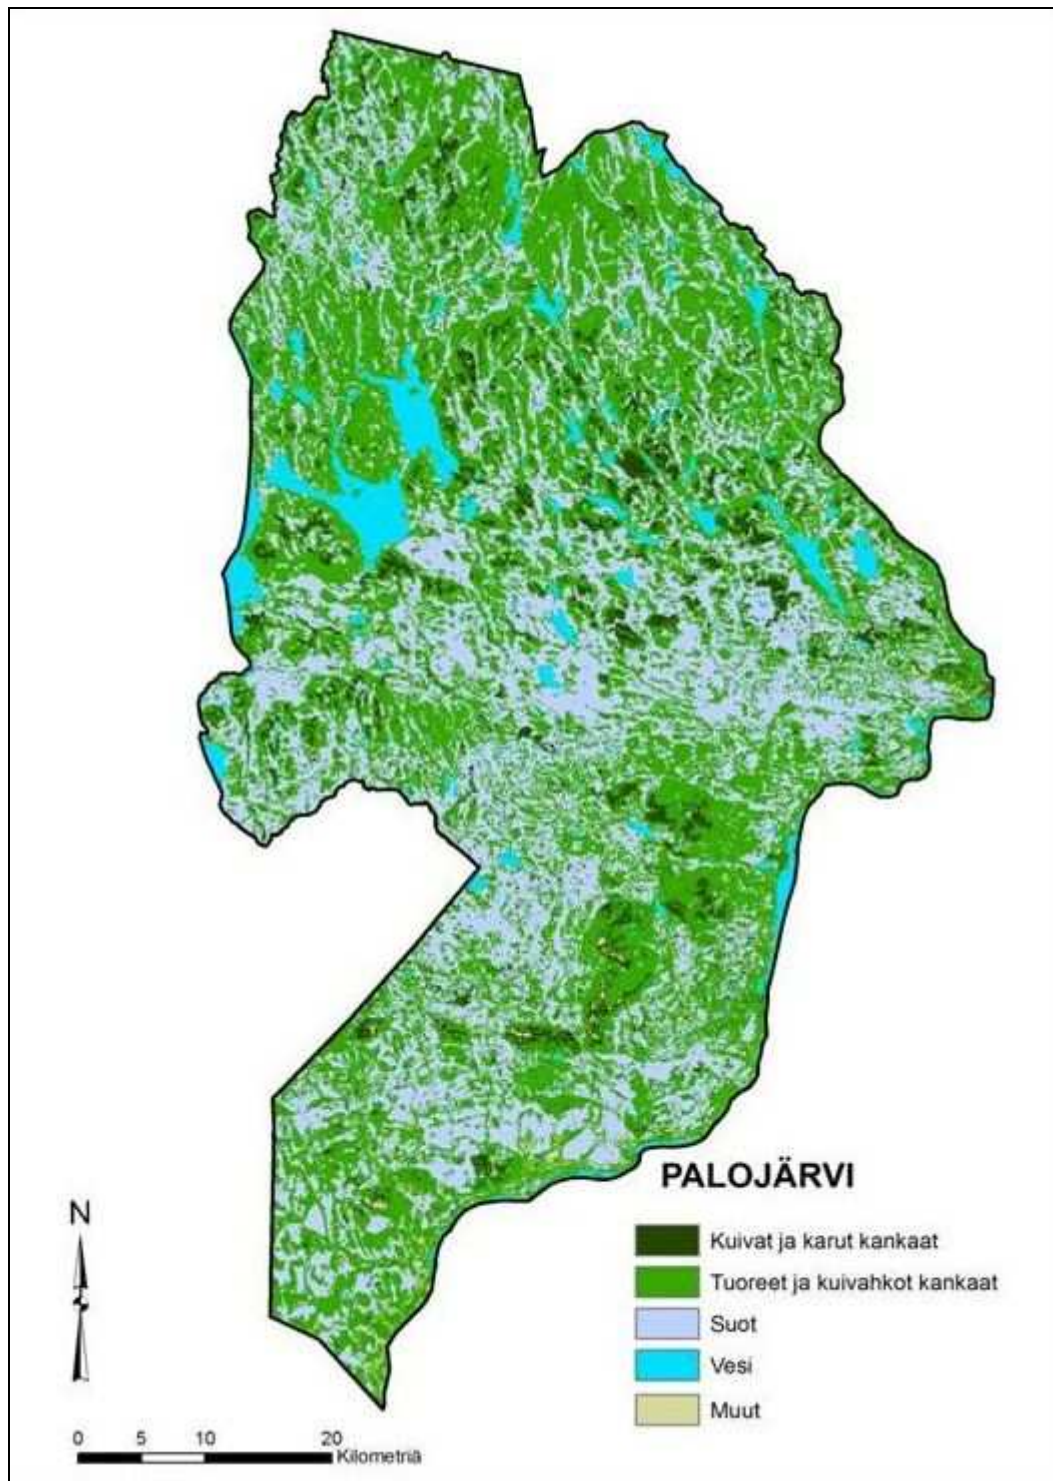 PALOJÄRVI
Kuivat ja karut kankaat
Tuoreet ja kuivahkot kankaat
Suot
Vesi
Muut
N
0 5 10 20
Kilometriä